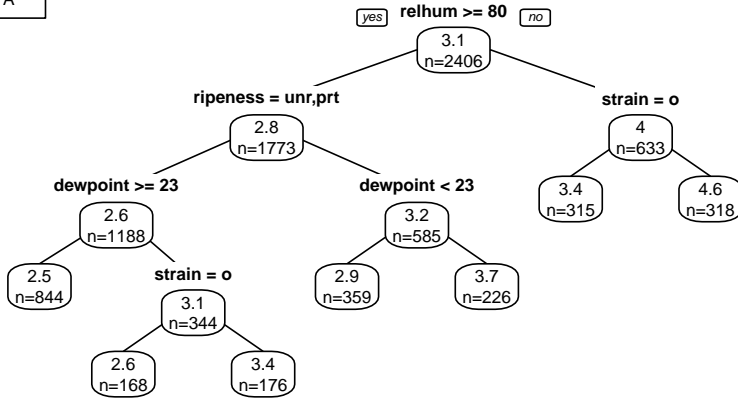 A
yes relhum >= 80 no
3.1
n=2406
ripeness = unr,prt
strain = o
2.8
n=1773
4
n=633
dewpoint >= 23
dewpoint < 23
3.4
n=315
4.6
n=318
2.6
n=1188
3.2
n=585
2.5
n=844
strain = o
2.9
n=359
3.7
n=226
3.1
n=344
2.6
n=168
3.4
n=176